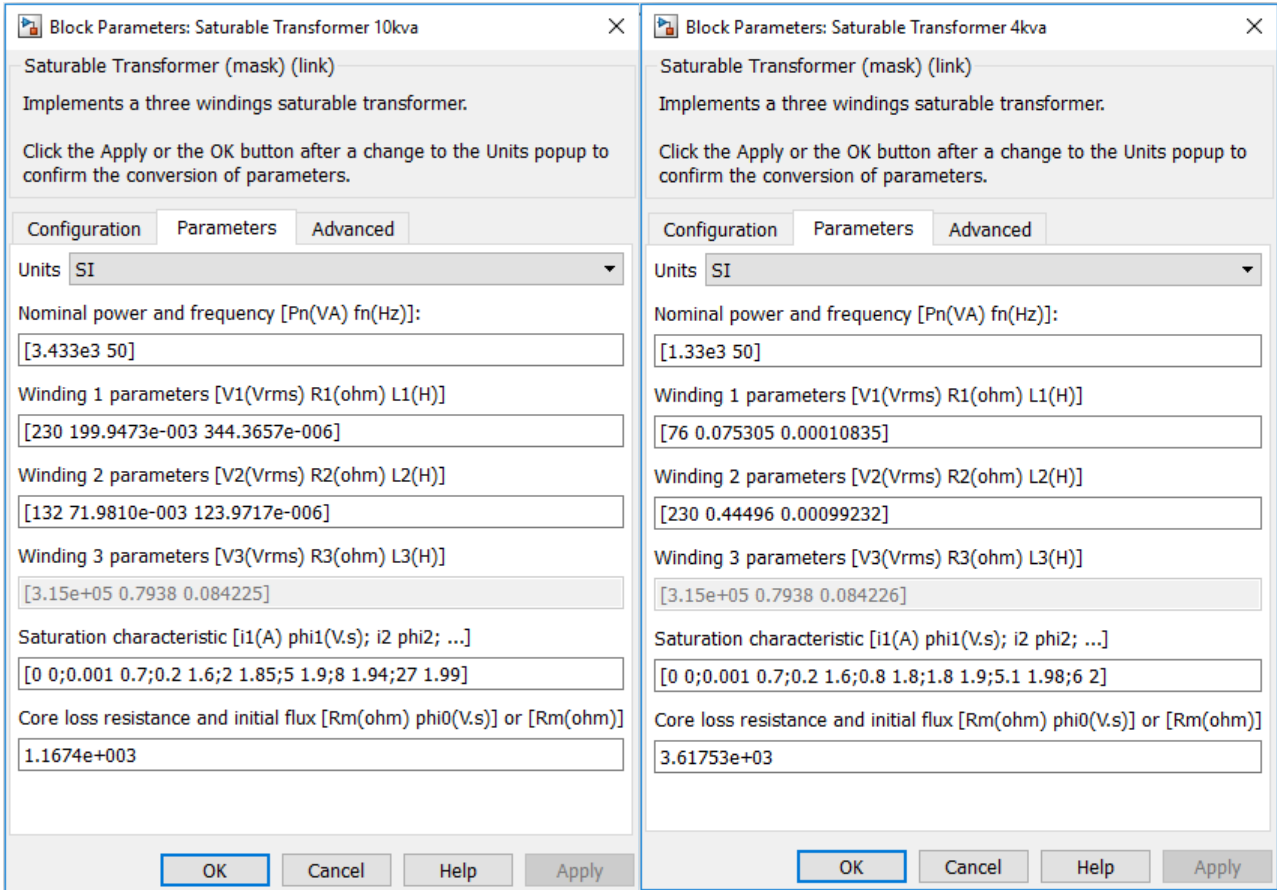 Block Parameters: Saturable Transformer 10kva
Saturable Transformer (mask) (link)
Implements a three windings saturable transformer.
Click the Apply or the OK button after a change to the Units popup to
confirm the conversion of parameters.
Configuration Parameters Advanced
Units SI
Nominal power and frequency [Pn(VA) fn(Hz)]:
[3.433e3 50]
Winding 1 parameters [V1(Vrms) R1(ohm) L1(H)]
[230 199.9473e-003 344.3657e-006]
Winding 2 parameters [V2(Vrms) R2(ohm) L2(H)]
[132 71.9810e-003 123.9717e-006]
Winding 3 parameters [V3(Vrms) R3(ohm) L3(H)]
[3.15e+05 0.7938 0.084225]
Saturation characteristic [i1(A) phi1(V.s); i2 phi2; ...]
[0 0;0.001 0.7;0.2 1.6;2 1.85;5 1.9;8 1.94;27 1.99]
Core loss resistance and initial flux [Rm(ohm) phi0(V.s)] or [Rm(ohm)]
1.1674e+003
OK Cancel Help Apply
Block Parameters: Saturable Transformer 4kva
Saturable Transformer (mask) (link)
Implements a three windings saturable transformer.
Click the Apply or the OK button after a change to the Units popup to
confirm the conversion of parameters.
Configuration Parameters Advanced
Units SI
Nominal power and frequency [Pn(VA) fn(Hz)]:
[1.33e3 50]
Winding 1 parameters [V1(Vrms) R1(ohm) L1(H)]
[76 0.075305 0.00010835]
Winding 2 parameters [V2(Vrms) R2(ohm) L2(H)]
[230 0.44496 0.00099232]
Winding 3 parameters [V3(Vrms) R3(ohm) L3(H)]
[3.15e+05 0.7938 0.084226]
Saturation characteristic [i1(A) phi1(V.s); i2 phi2; ...]
[0 0;0.001 0.7;0.2 1.6;0.8 1.8;1.8 1.9;5.1 1.98;6 2]
Core loss resistance and initial flux [Rm(ohm) phi0(V.s)] or [Rm(ohm)]
3.61753e+03
OK Cancel Help Apply